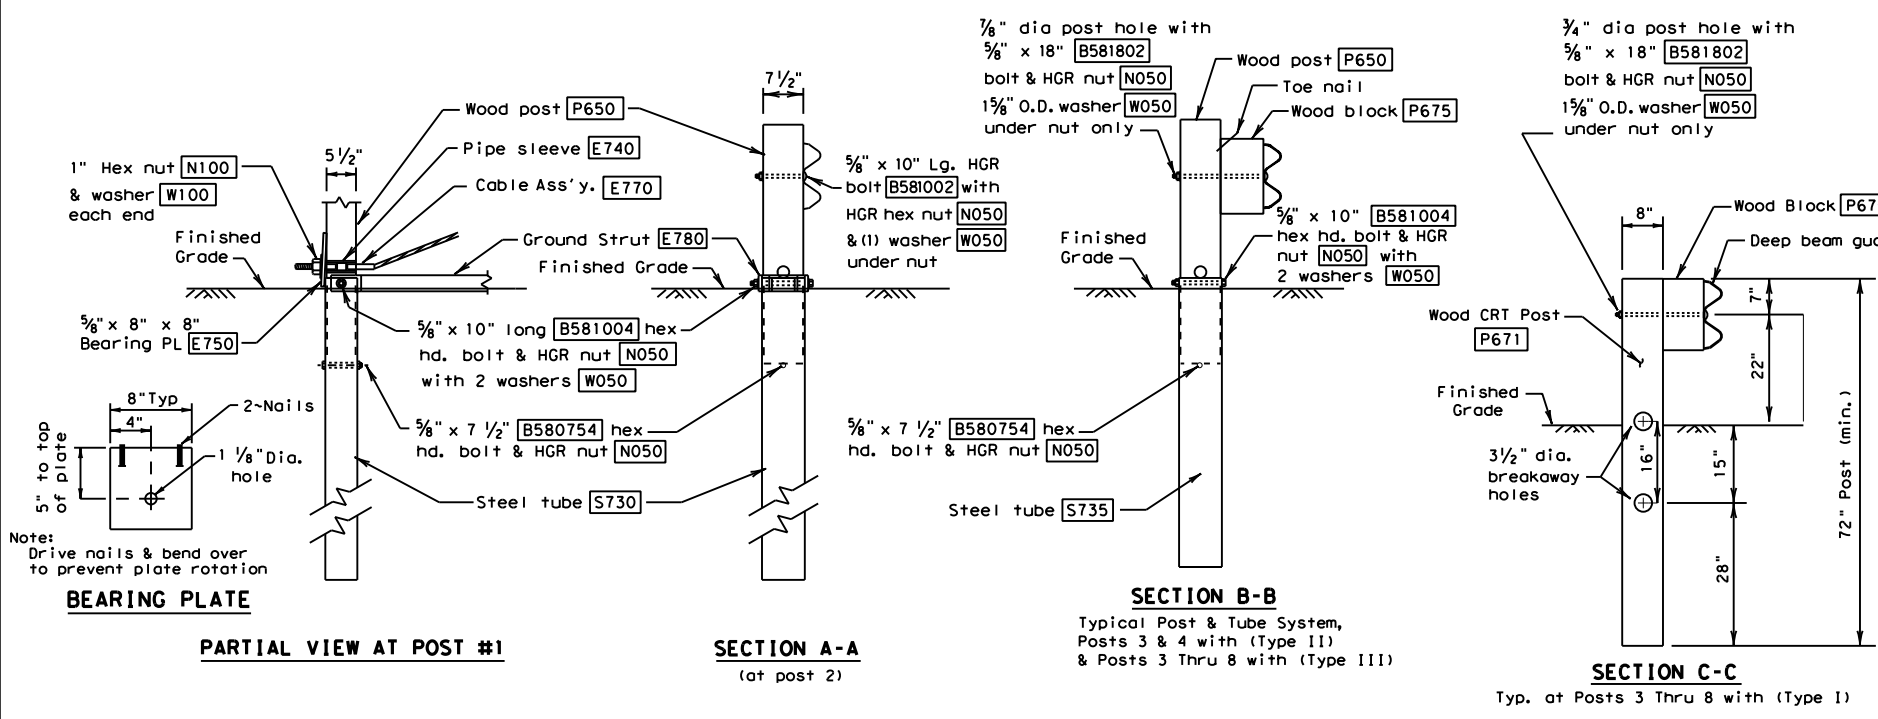 1" Hex nut N100
& washer W100
each end
5 1/2"
Wood post P650
Pipe sleeve E740
Cable Ass'y. E770
Finished
Grade
Ground Strut E780
Finished Grade
5/8" x 8" x 8"
Bearing PL E750
5/8" x 10" long B581004 hex
hd. bolt & HGR nut N050
with 2 washers W050
5/8" x 7 1/2" B580754 hex
hd. bolt & HGR nut N050
Steel tube S730
8" Typ
4"
2~Nails
1 1/8" Dia.
hole
5" to top
of plate
Note:
Drive nails & bend over
to prevent plate rotation
BEARING PLATE
PARTIAL VIEW AT POST #1
7 1/2"
5/8" x 10" Lg. HGR
bolt B581002 with
HGR hex nut N050
& (1) washer W050
under nut
SECTION A-A
(at post 2)
7/8" dia post hole with
5/8" x 18" B581802
bolt & HGR nut N050
1 5/8" O.D. washer W050
under nut only
Wood post P650
Toe nail
Wood block P675
Finished
Grade
5/8" x 10" B581004
hex hd. bolt & HGR
nut N050 with
2 washers W050
5/8" x 7 1/2" B580754 hex
hd. bolt & HGR nut N050
Steel tube S735
SECTION B-B
Typical Post & Tube System,
Posts 3 & 4 with (Type II)
& Posts 3 Thru 8 with (Type III)
3/4" dia post hole with
5/8" x 18" B581802
bolt & HGR nut N050
1 5/8" O.D. washer W050
under nut only
8"
Wood Block P67
Deep beam gua
7"
22"
Wood CRT Post
P671
Finished
Grade
3 1/2" dia.
breakaway
holes
16"
15"
28"
72" Post (min.)
SECTION C-C
Typ. at Posts 3 Thru 8 with (Type I)